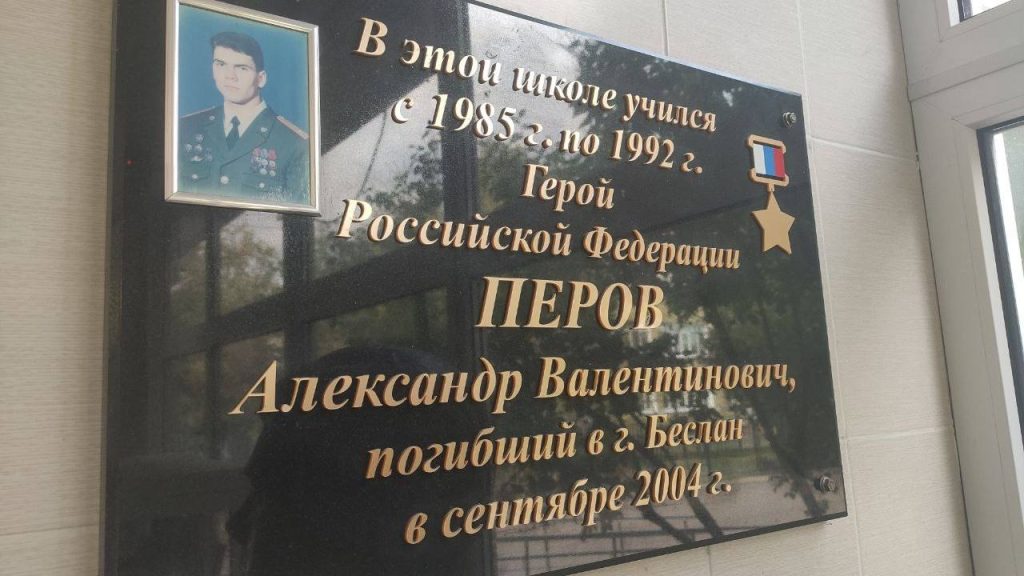 В этой школе учился
с 1985 г. по 1992 г.
Герой
Российской Федерации
ПЕРОВ
Александр Валентинович,
погибший в г. Беслан
в сентябре 2004 г.